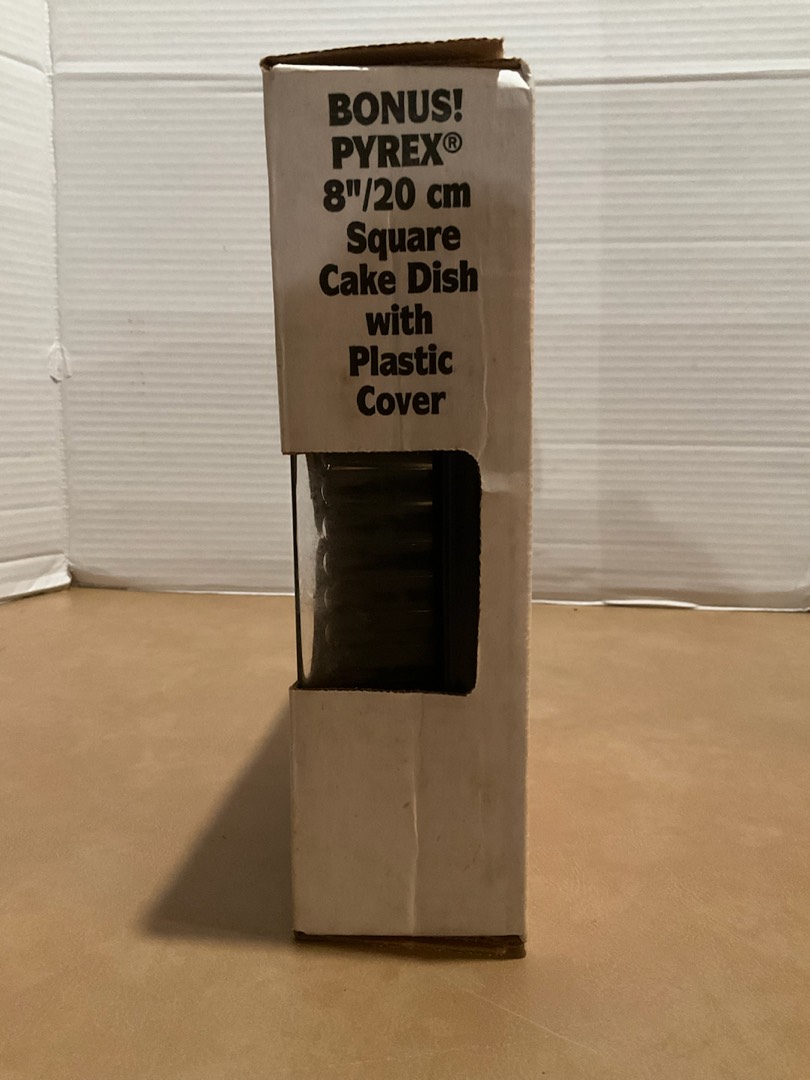 BONUS!
PYREX®
8"/20 cm
Square
Cake Dish
with
Plastic
Cover